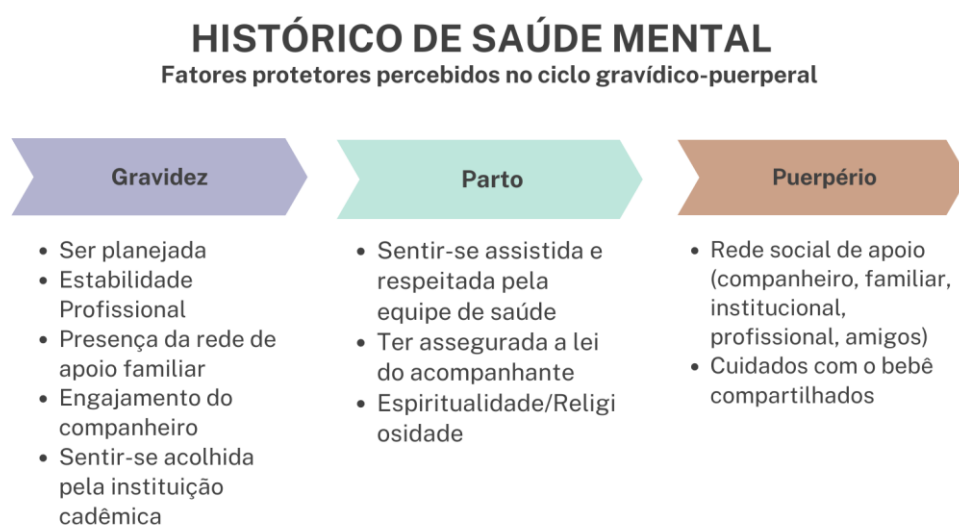 HISTÓRICO DE SAÚDE MENTAL
Fatores protetores percebidos no ciclo gravídico-puerperal
Gravidez
• Ser planejada
• Estabilidade
Profissional
• Presença da rede de
apoio familiar
• Engajamento do
companheiro
• Sentir-se acolhida
pela instituição
cadêmica
Parto
• Sentir-se assistida e
respeitada pela
equipe de saúde
• Ter assegurada a lei
do acompanhante
• Espiritualidade/Religi
osidade
Puerpério
• Rede social de apoio
(companheiro, familiar,
institucional,
profissional, amigos)
• Cuidados com o bebê
compartilhados